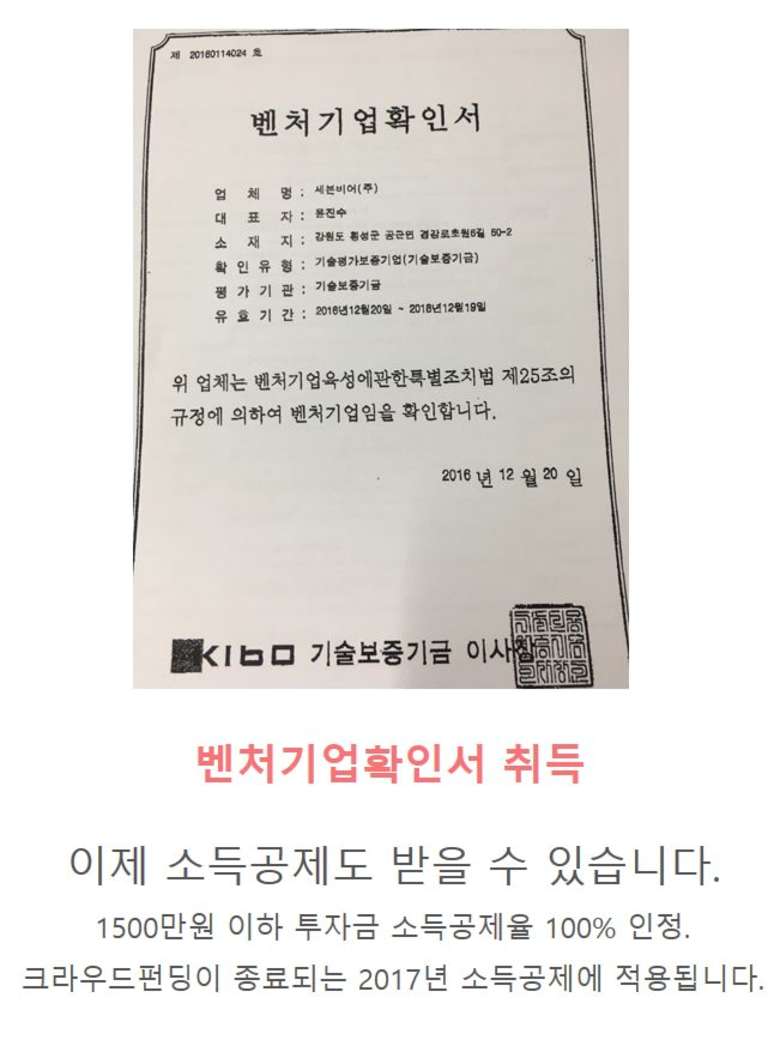 제 20160114024 호
벤처기업확인서
업 체 명 : 세븐비어(주)
대 표 자 : 윤진수
소 재 지 : 강원도 횡성군 공근면 경강로초원6길 60-2
확 인 유 형 : 기술평가보증기업(기술보증기금)
평 가 기 관 : 기술보증기금
유 효 기 간 : 2016년12월20일 ~ 2018년12월19일
위 업체는 벤처기업육성에관한특별조치법 제25조의
규정에 의하여 벤처기업임을 확인합니다.
2016 년 12 월 20 일
KIBO 기술보증기금 이사장
벤처기업확인서 취득
이제 소득공제도 받을 수 있습니다.
1500만원 이하 투자금 소득공제율 100% 인정.
크라우드펀딩이 종료되는 2017년 소득공제에 적용됩니다.